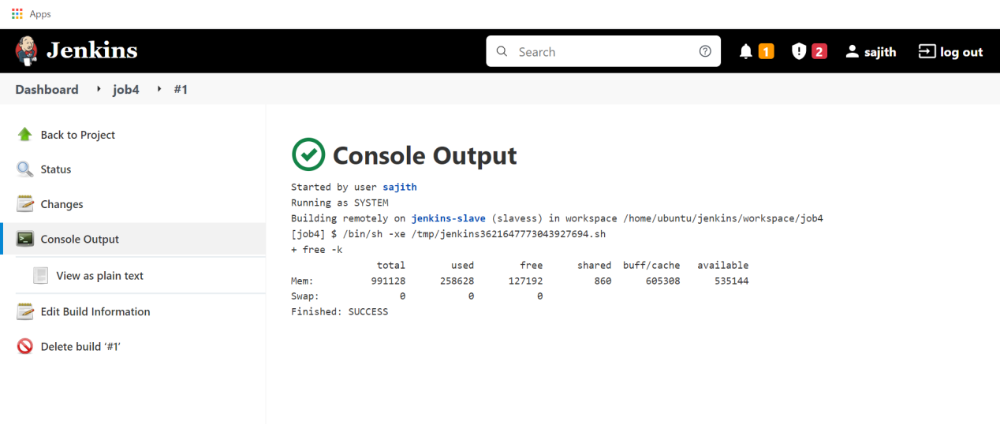 Apps
Jenkins
Search
1
2
sajith
log out
Dashboard
job4
#1
Back to Project
Status
Changes
Console Output
View as plain text
Edit Build Information
Delete build ‘#1’
Console Output
Started by user sajith
Running as SYSTEM
Building remotely on jenkins-slave (slavess) in workspace /home/ubuntu/jenkins/workspace/job4
[job4] $ /bin/sh -xe /tmp/jenkins3621647773043927694.sh
+ free -k
total used free shared buff/cache available
Mem: 991128 258628 127192 860 605308 535144
Swap: 0 0 0
Finished: SUCCESS